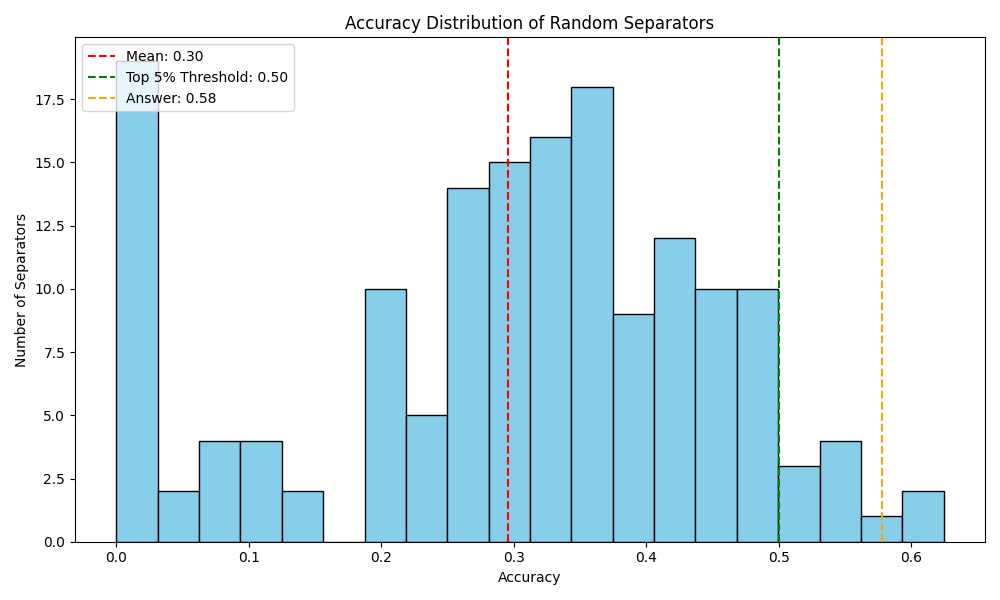 Accuracy Distribution of Random Separators
Mean: 0.30
Top 5% Threshold: 0.50
Answer: 0.58
Number of Separators
17.5
15.0
12.5
10.0
7.5
5.0
2.5
0.0
0.0 0.1 0.2 0.3 0.4 0.5 0.6
Accuracy